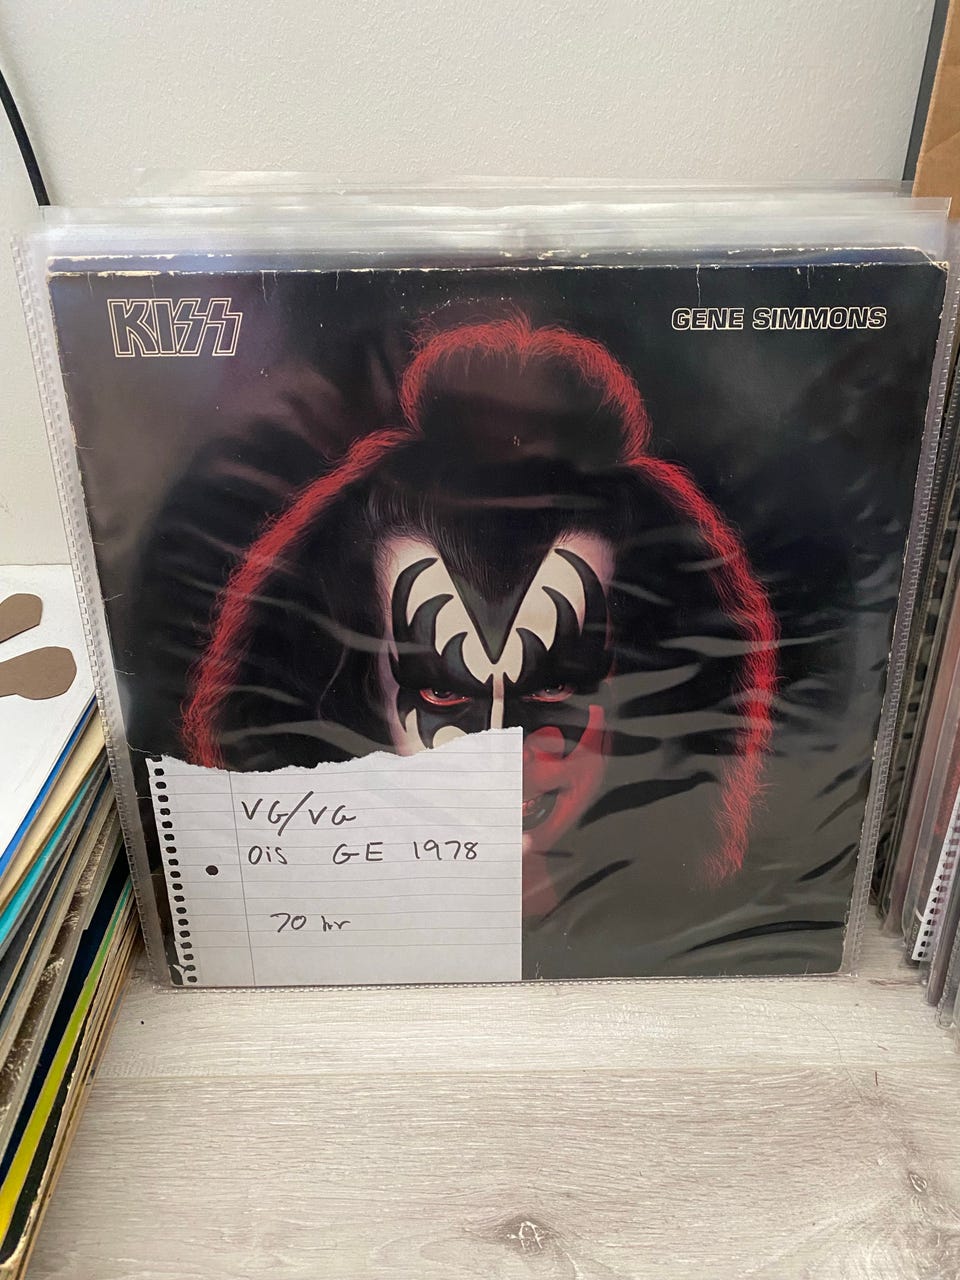 KISS
GENE SIMMONS
VG/VG
OiS GE 1978
70 kr